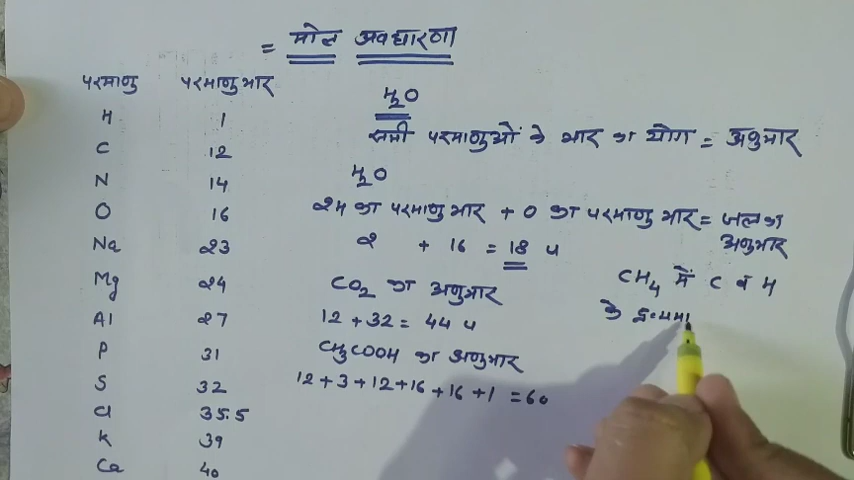 = मोल अवधारणा
परमाणु परमाणुभार
H 1
C 12
N 14
O 16
Na 23
Mg 24
Al 27
P 31
S 32
Cl 35.5
K 39
Ca 40
H2O
सभी परमाणुओं के भार का योग = अणुभार
H2O
2H का परमाणुभार + O का परमाणुभार = जल का अणुभार
2 + 16 = 18 u
CO2 का अणुभार
12 + 32 = 44 u
CH3COOH का अणुभार
12 + 3 + 12 + 16 + 16 + 1 = 60
CH4 में C व H
के